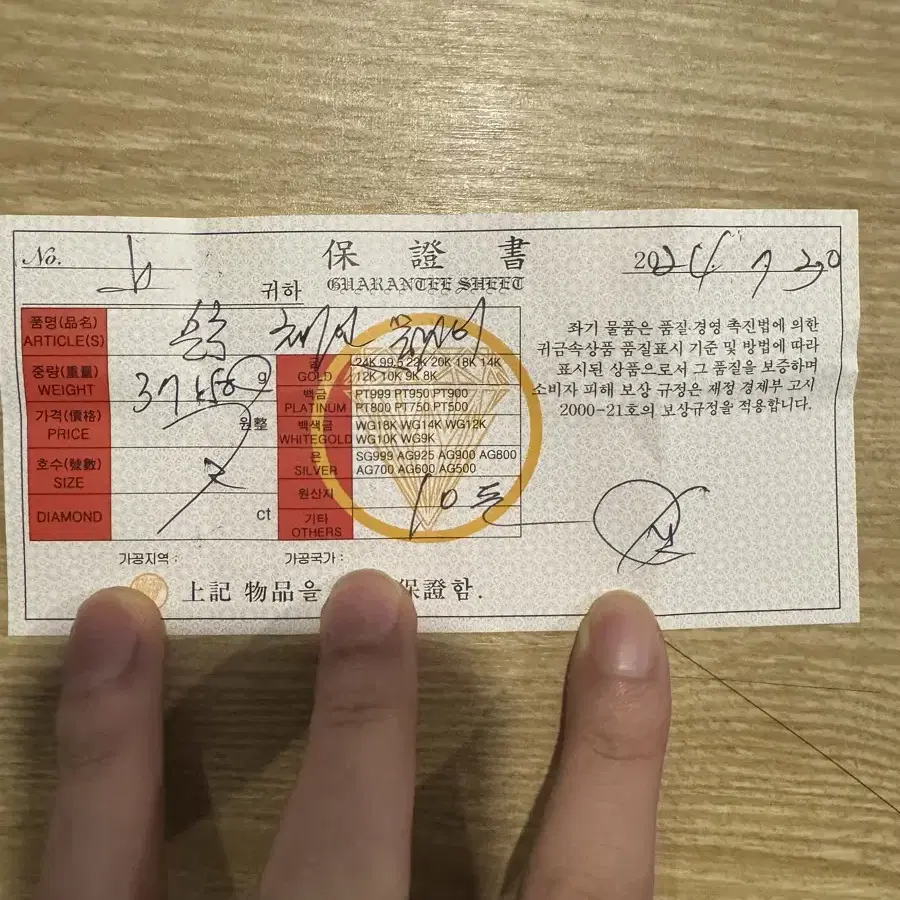 No.
保 證 書
2024 7 20
귀하
GUARANTEE SHEET
품명(品名)
ARTICLE(S)
중량(重量)
WEIGHT
g
가격(價格)
PRICE
원整
호수(號數)
SIZE
DIAMOND
ct
금
GOLD
24K 99.5 22K 20K 18K 14K
12K 10K 9K 8K
백금
PLATINUM
PT999 PT950 PT900
PT800 PT750 PT500
백색금
WHITEGOLD
WG18K WG14K WG12K
WG10K WG9K
은
SILVER
SG999 AG925 AG900 AG800
AG700 AG600 AG500
원산지
기타
OTHERS
10돈
좌기 물품은 품질·경영 촉진법에 의한
귀금속상품 품질표시 기준 및 방법에 따라
표시된 상품으로서 그 품질을 보증하며
소비자 피해 보상 규정은 재정 경제부 고시
2000-21호의 보상규정을 적용합니다.
가공지역 :
가공국가 :
上記 物品을 保證함.